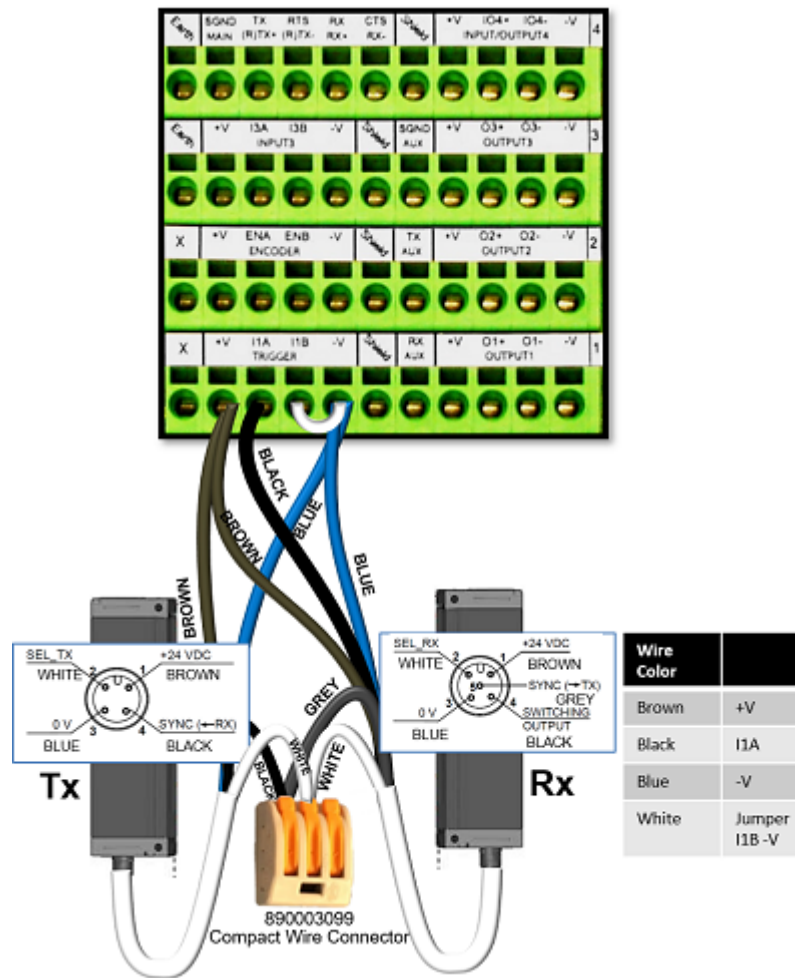 Earth SGND TX RTS RX CTS Shield +V IO4+ IO4- -V 4
MAIN (R)TX+ (R)TX- RX+ RX- INPUT/OUTPUT4
Earth +V I3A I3B -V Shield SGND +V O3+ O3- -V 3
INPUT3 AUX OUTPUT3
X +V ENA ENB -V Shield TX +V O2+ O2- -V 2
ENCODER AUX OUTPUT2
X +V I1A I1B -V Shield RX +V O1+ O1- -V 1
TRIGGER AUX OUTPUT1
BLACK
BLUE
BROWN
BLUE
BROWN
SEL_TX +24 VDC
2 1
WHITE BROWN
0 V SYNC (←RX)
3 4
BLUE BLACK
Tx
SEL_RX +24 VDC
2 1
WHITE BROWN
5 SYNC (→TX)
GREY
0 V SWITCHING
3 4
OUTPUT
BLUE BLACK
Rx
GREY
WHITE
WHITE
BLACK
890003099
Compact Wire Connector
Wire
Color
Brown +V
Black I1A
Blue -V
White Jumper
I1B -V